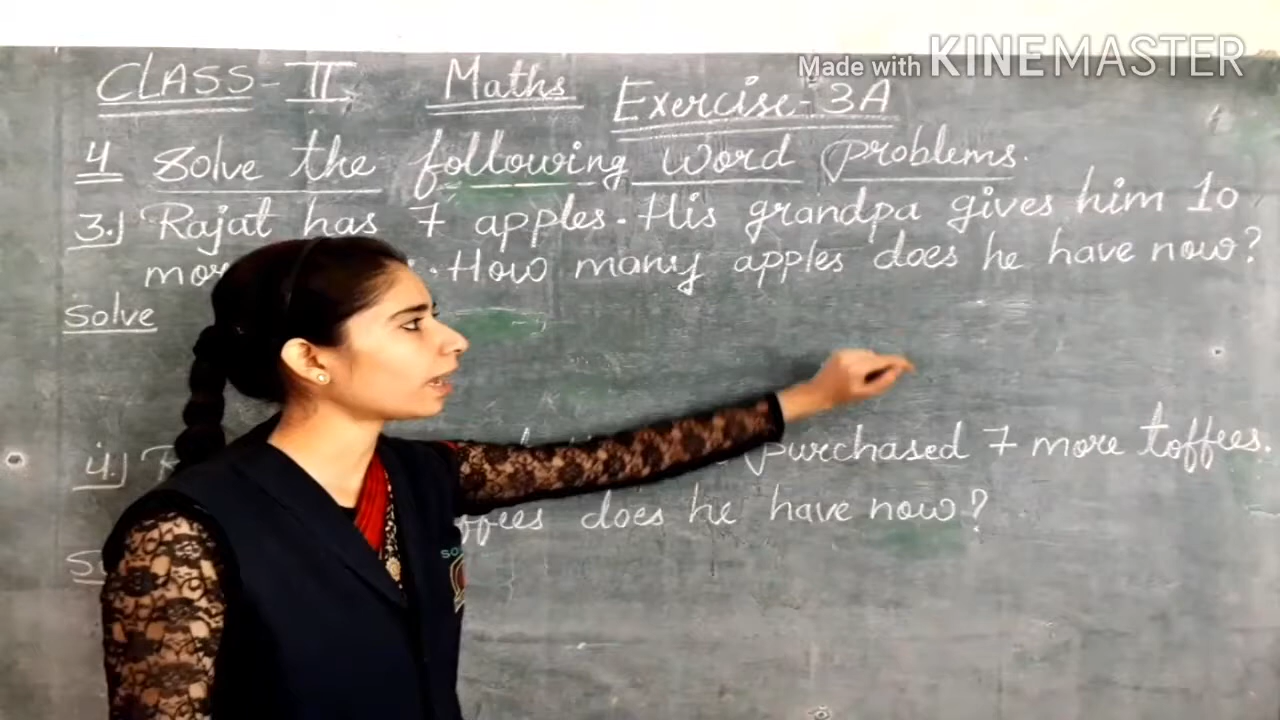 Made with KINEMASTER
CLASS-II Maths Exercise-3A
4 Solve the following word problems.
3.) Rajat has 7 apples. His grandpa gives him 10
How many apples does he have now?
Solve
4.) purchased 7 more toffees.
does he have now?